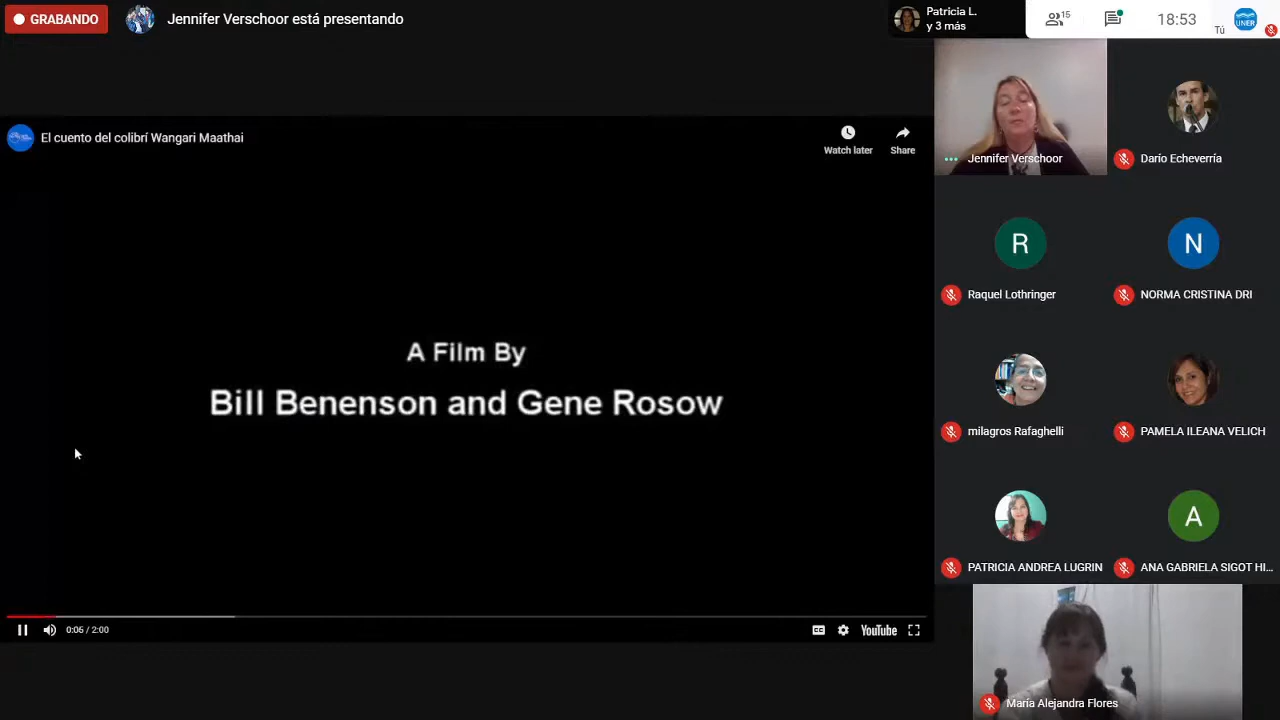 GRABANDO
Jennifer Verschoor está presentando
Patricia L.
y 3 más
15
18:53
Tú
UNER
El cuento del colibrí Wangari Maathai
Watch later
Share
A Film By
Bill Benenson and Gene Rosow
0:06 / 2:00
CC
YouTube
Jennifer Verschoor
Darío Echeverría
R
N
Raquel Lothringer
NORMA CRISTINA DRI
milagros Rafaghelli
PAMELA ILEANA VELICH
A
PATRICIA ANDREA LUGRIN
ANA GABRIELA SIGOT HI...
María Alejandra Flores